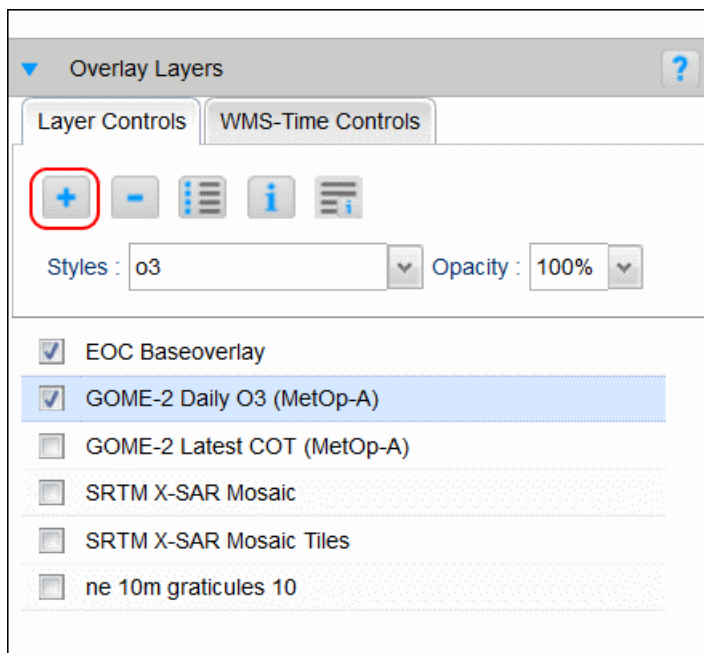 Overlay Layers ?
Layer Controls WMS-Time Controls
+ - i i
Styles : o3 Opacity : 100%
EOC Baseoverlay
GOME-2 Daily O3 (MetOp-A)
GOME-2 Latest COT (MetOp-A)
SRTM X-SAR Mosaic
SRTM X-SAR Mosaic Tiles
ne 10m graticules 10